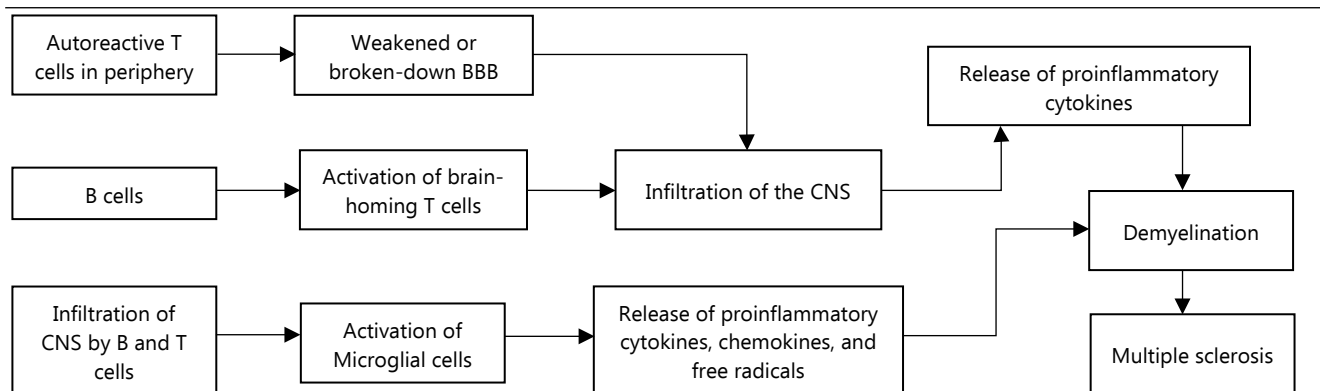 Autoreactive T
cells in periphery
Weakened or
broken-down BBB
Release of proinflammatory
cytokines
B cells
Activation of brain-
homing T cells
Infiltration of the CNS
Demyelination
Infiltration of
CNS by B and T
cells
Activation of
Microglial cells
Release of proinflammatory
cytokines, chemokines, and
free radicals
Multiple sclerosis